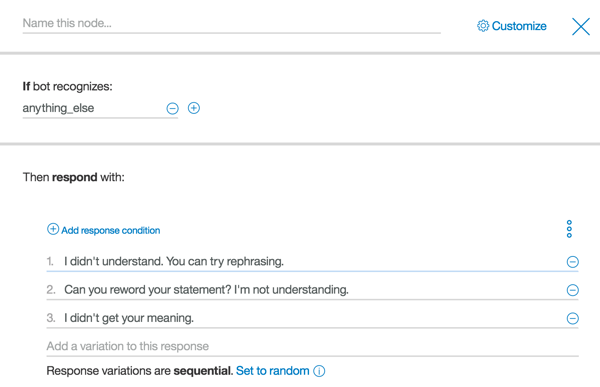 Name this node...
Customize
If bot recognizes:
anything_else
Then respond with:
Add response condition
1. I didn't understand. You can try rephrasing.
2. Can you reword your statement? I'm not understanding.
3. I didn't get your meaning.
Add a variation to this response
Response variations are sequential. Set to random